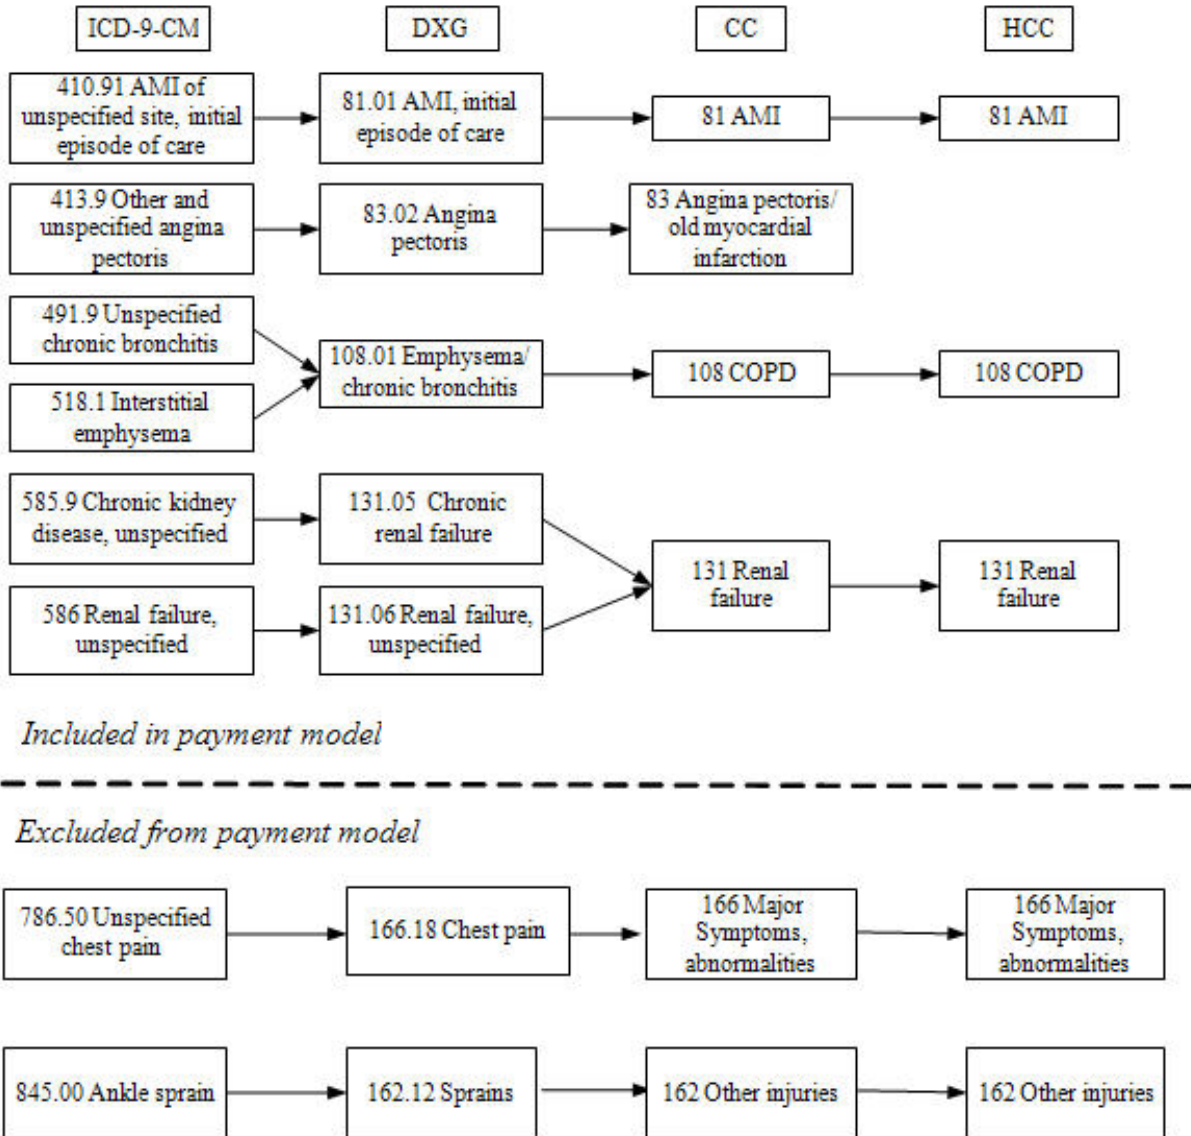 ICD-9-CM
DXG
CC
HCC
410.91 AMI of
unspecified site, initial
episode of care
81.01 AMI, initial
episode of care
81 AMI
81 AMI
413.9 Other and
unspecified angina
pectoris
83.02 Angina
pectoris
83 Angina pectoris/
old myocardial
infarction
491.9 Unspecified
chronic bronchitis
518.1 Interstitial
emphysema
108.01 Emphysema/
chronic bronchitis
108 COPD
108 COPD
585.9 Chronic kidney
disease, unspecified
131.05 Chronic
renal failure
586 Renal failure,
unspecified
131.06 Renal failure,
unspecified
131 Renal
failure
131 Renal
failure
Included in payment model
Excluded from payment model
786.50 Unspecified
chest pain
166.18 Chest pain
166 Major
Symptoms,
abnormalities
166 Major
Symptoms,
abnormalities
845.00 Ankle sprain
162.12 Sprains
162 Other injuries
162 Other injuries